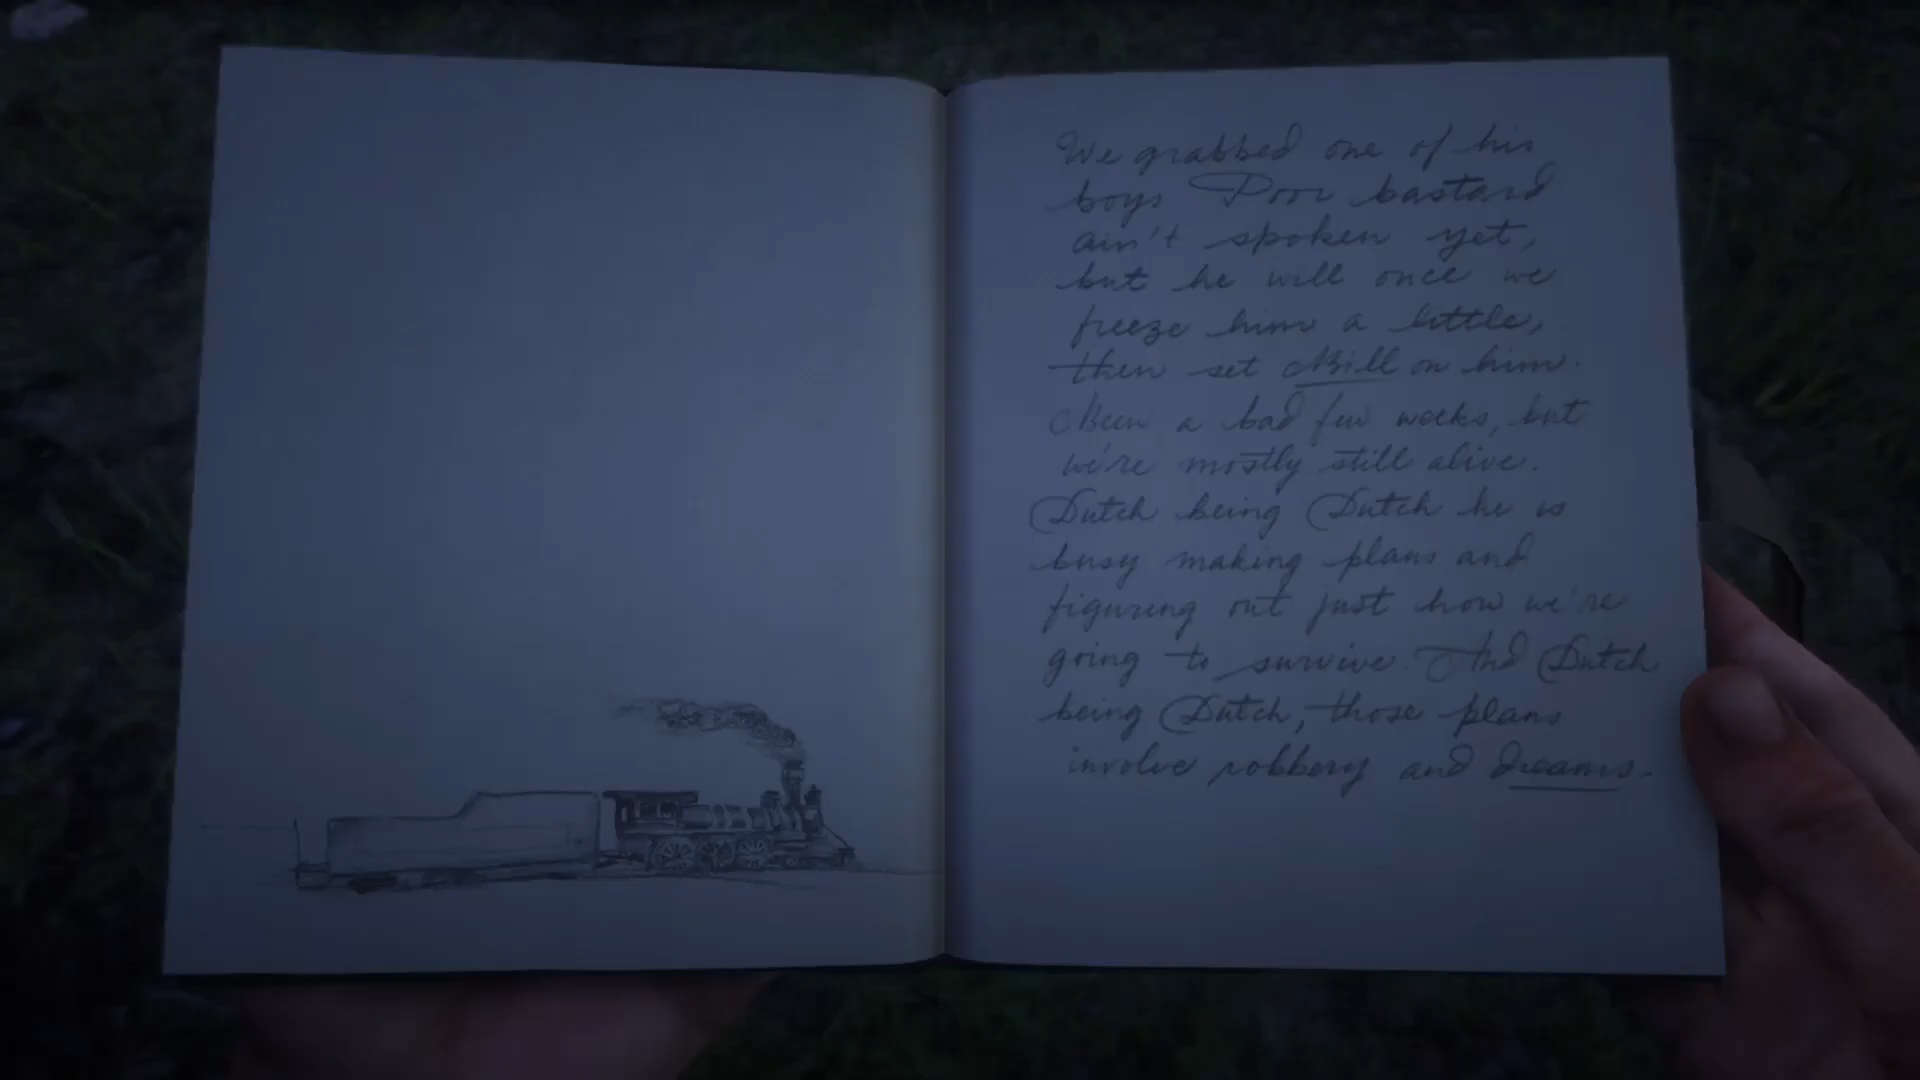 We grabbed one of his
boys Poor bastard
ain't spoken yet,
but he will once we
freeze him a little,
then set Bill on him.
Been a bad few weeks, but
we're mostly still alive.
Dutch being Dutch he is
busy making plans and
figuring out just how we're
going to survive. And Dutch
being Dutch, those plans
involve robbery and dreams.